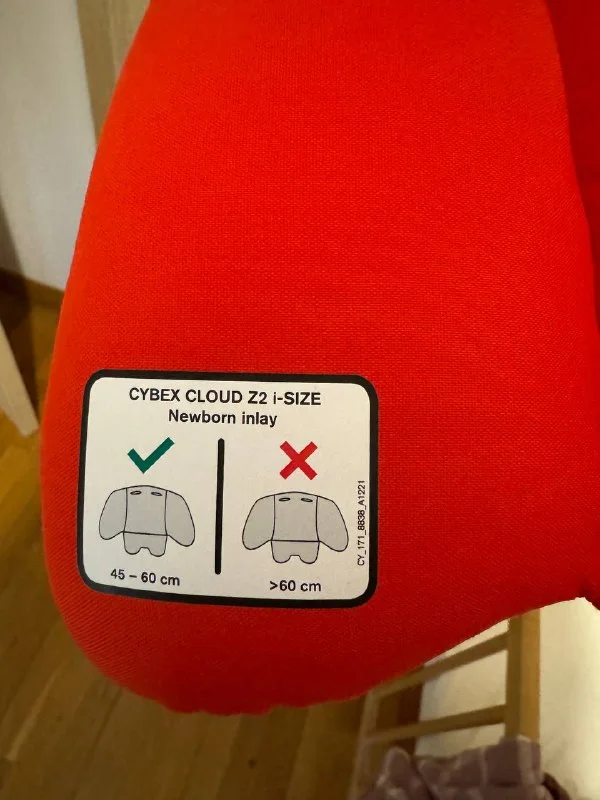 CYBEX CLOUD Z2 i-SIZE
Newborn inlay
45 – 60 cm
>60 cm
CY_171_8838_A1221